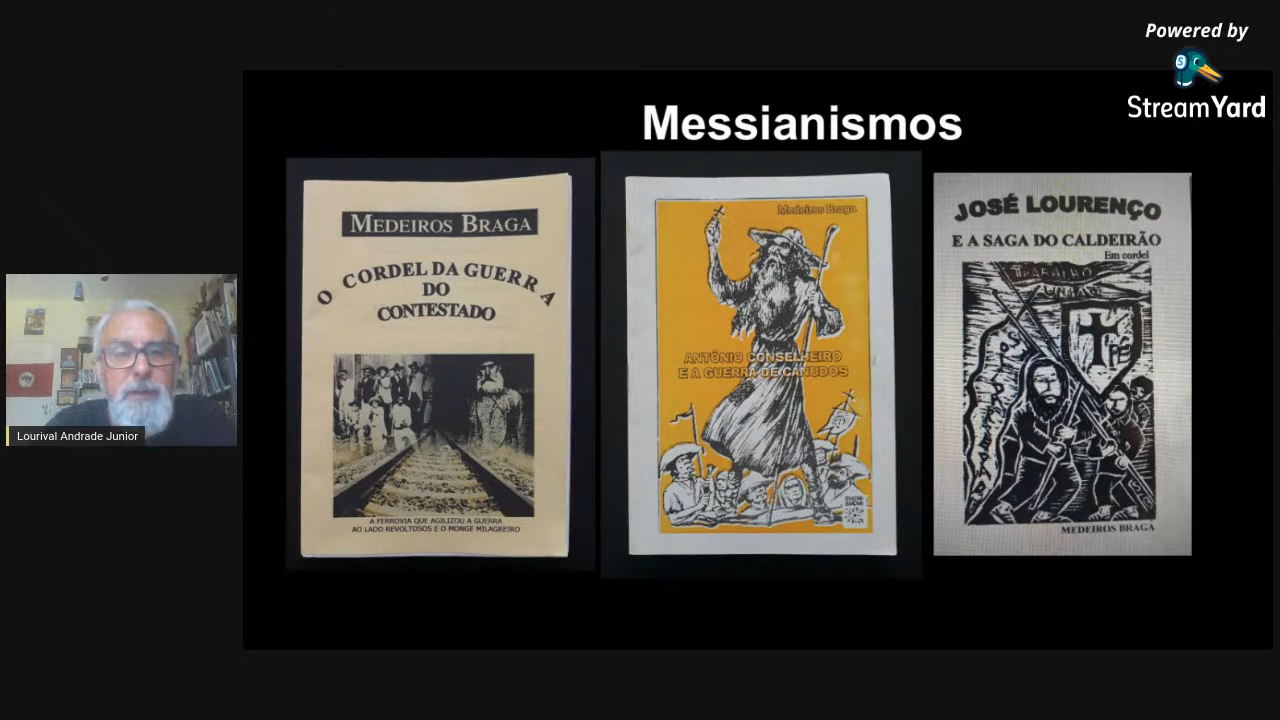 Powered by
StreamYard
Messianismos
MEDEIROS BRAGA
O CORDEL DA GUERRA
DO
CONTESTADO
A FERROVIA QUE AGILIZOU A GUERRA
AO LADO REVOLTOSOS E O MONGE MILAGREIRO
Medeiros Braga
ANTÔNIO CONSELHEIRO
E A GUERRA DE CANUDOS
JOSÉ LOURENÇO
E A SAGA DO CALDEIRÃO
Em cordel
TRABALHO
FÉ
MEDEIROS BRAGA
Lourival Andrade Junior